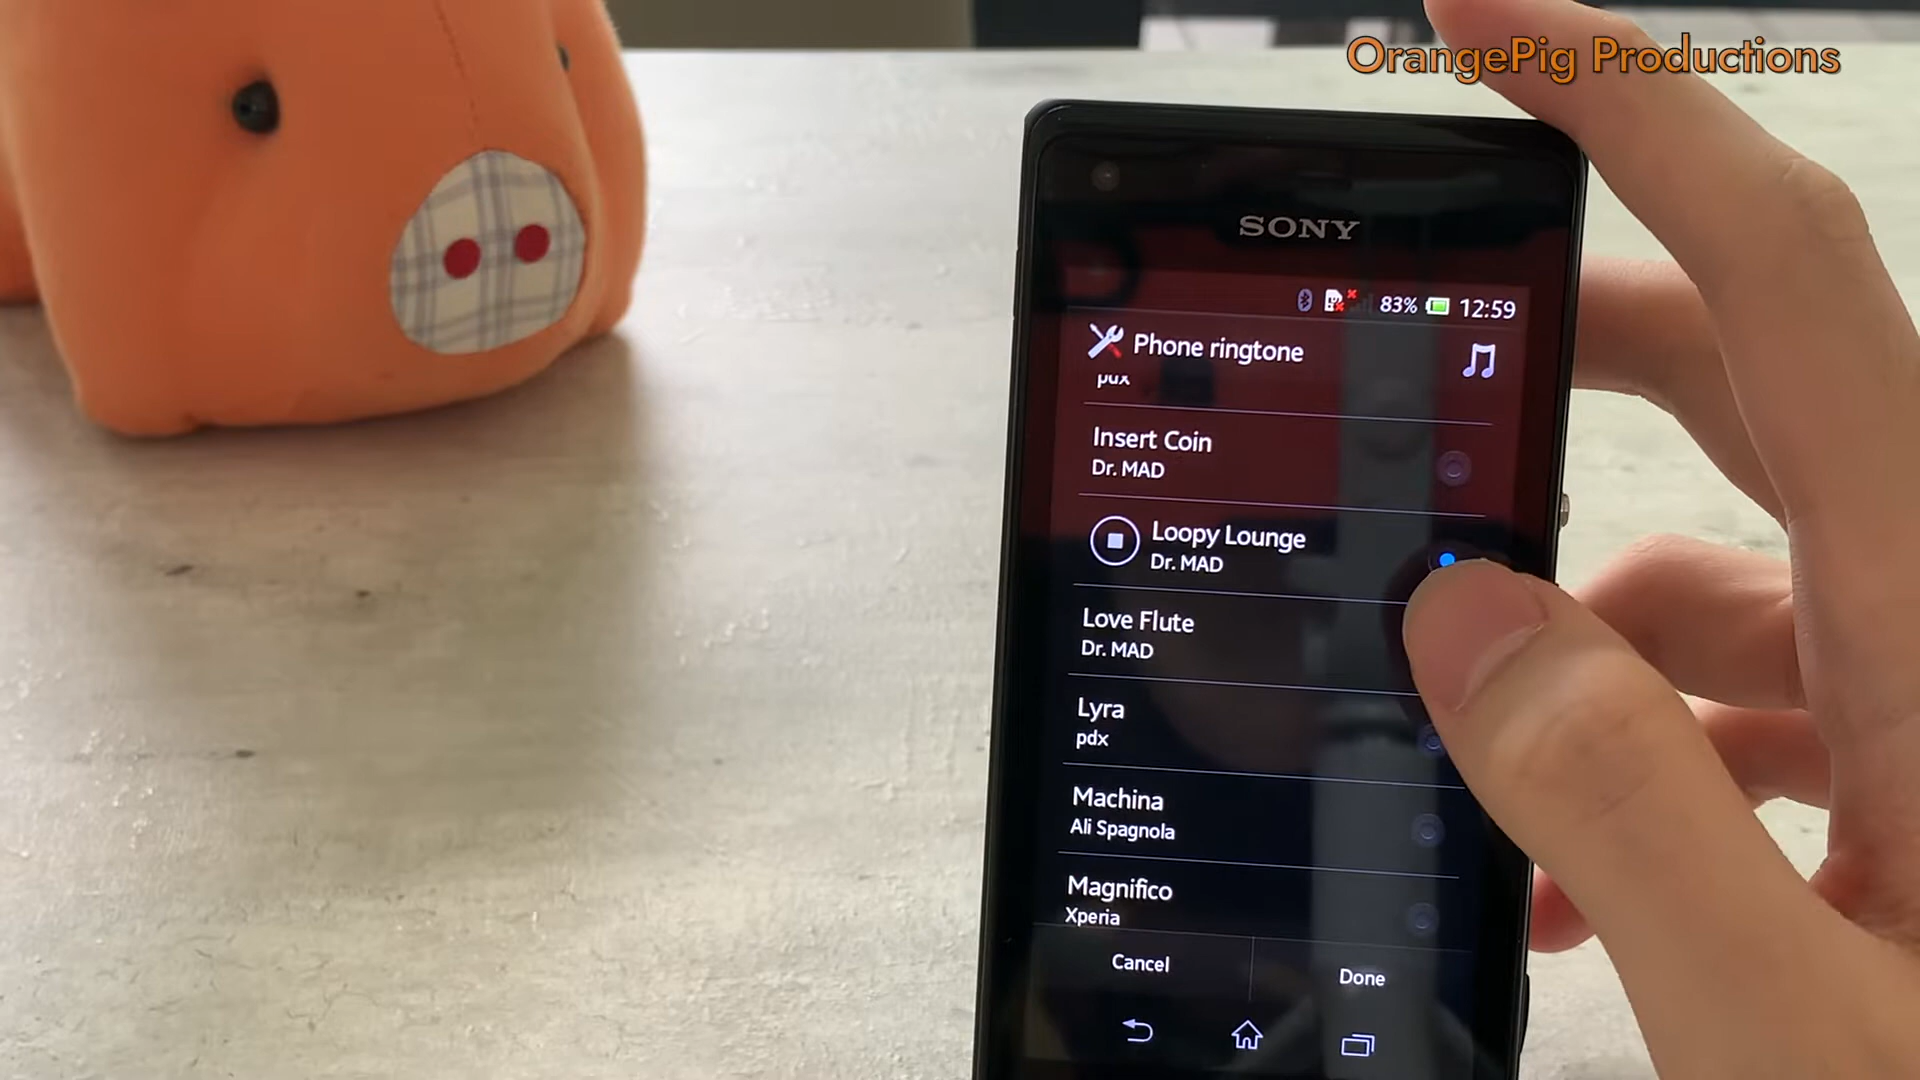 OrangePig Productions
SONY
83% 12:59
Phone ringtone
pdx
Insert Coin
Dr. MAD
Loopy Lounge
Dr. MAD
Love Flute
Dr. MAD
Lyra
pdx
Machina
Ali Spagnola
Magnifico
Xperia
Cancel
Done